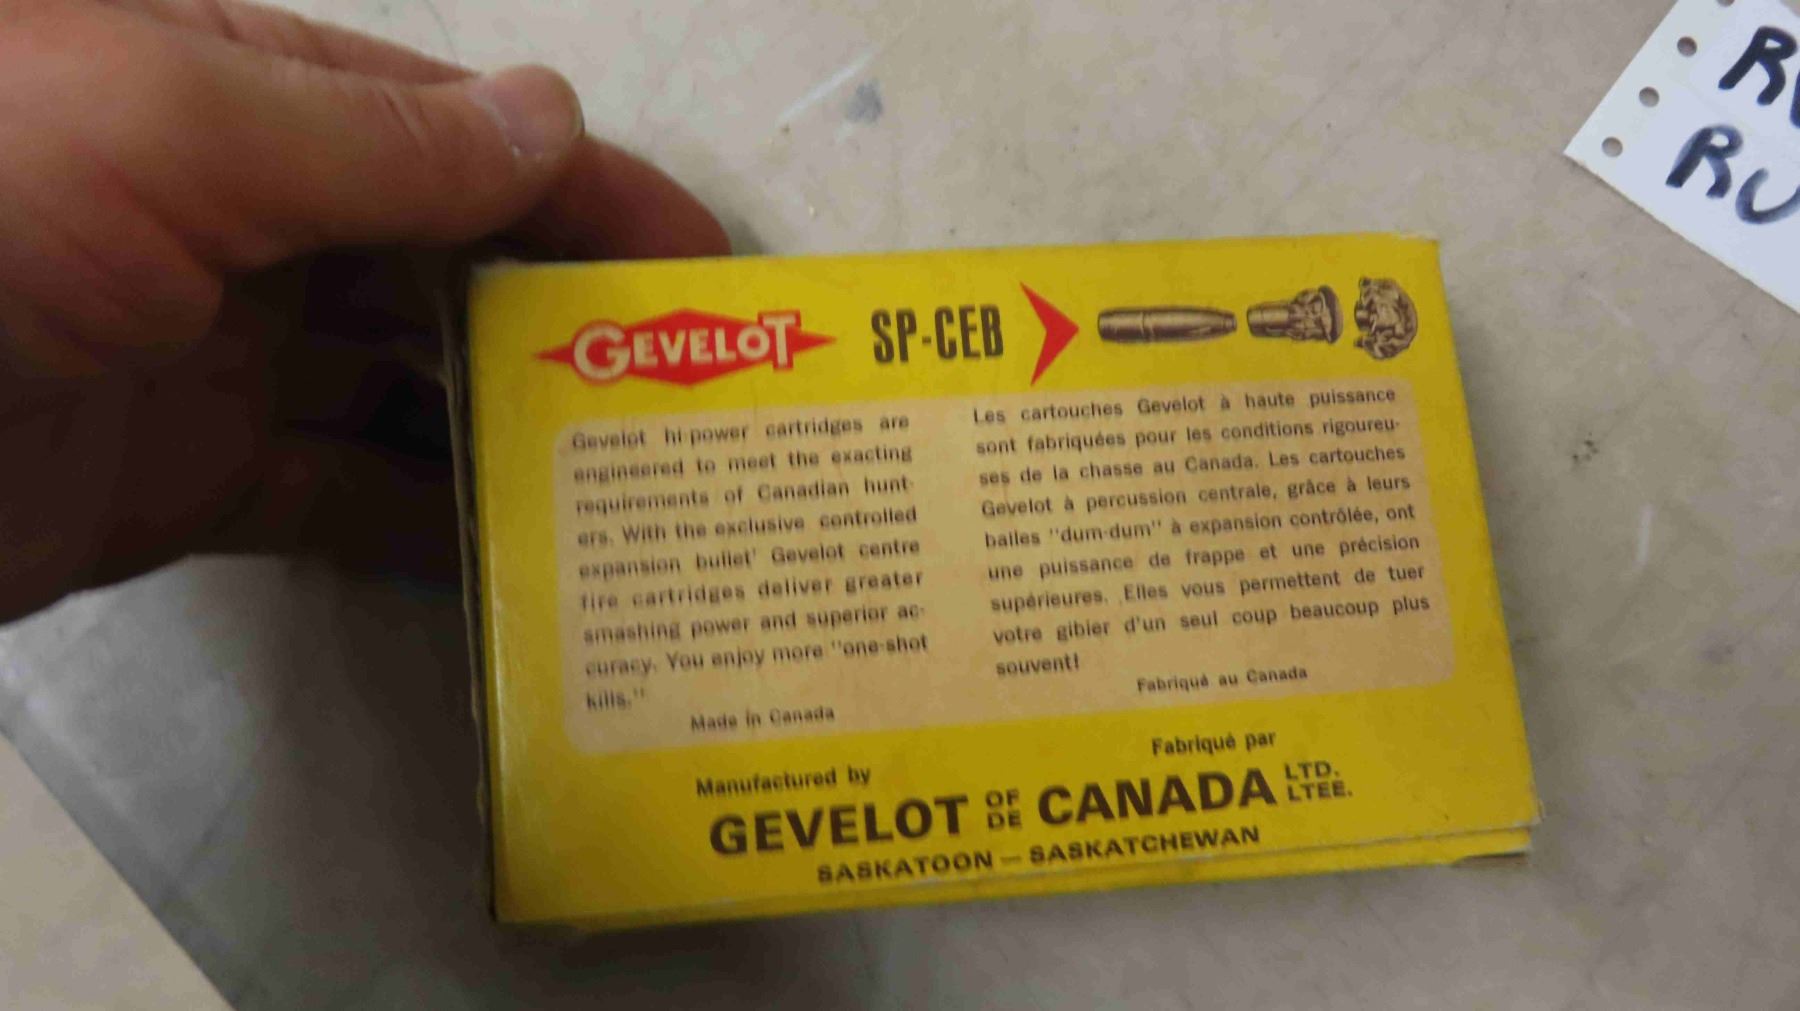 GEVELOT SP-CEB
Gevelot hi-power cartridges are
engineered to meet the exacting
requirements of Canadian hunt-
ers. With the exclusive controlled
expansion bullet' Gevelot centre
fire cartridges deliver greater
smashing power and superior ac-
curacy. You enjoy more "one-shot
kills."
Made in Canada
Les cartouches Gevelot à haute puissance
sont fabriquées pour les conditions rigoureu-
ses de la chasse au Canada. Les cartouches
Gevelot à percussion centrale, grâce à leurs
balles "dum-dum" à expansion contrôlée, ont
une puissance de frappe et une précision
supérieures. Elles vous permettent de tuer
votre gibier d'un seul coup beaucoup plus
souvent!
Fabriqué au Canada
Manufactured by
Fabriqué par
GEVELOT OF DE CANADA LTD. LTEE.
SASKATOON — SASKATCHEWAN
RU